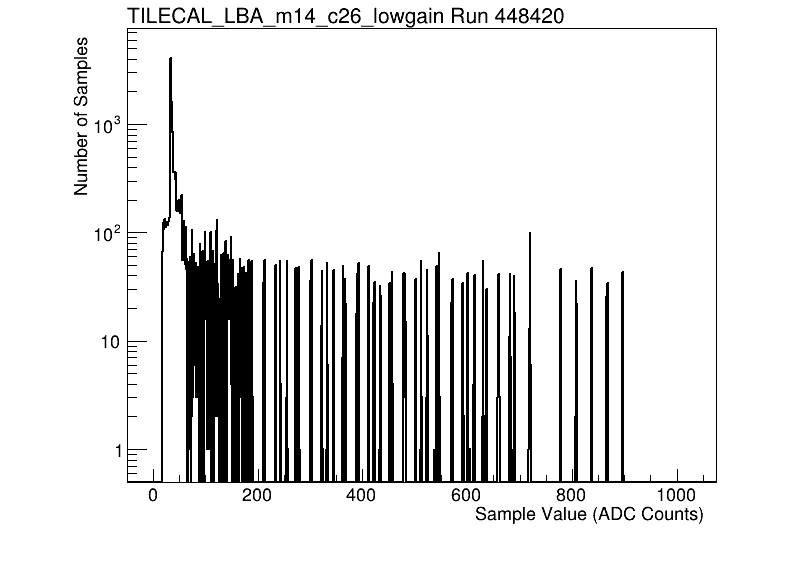 TILECAL_LBA_m14_c26_lowgain Run 448420
Number of Samples
10³
10²
10
1
0 200 400 600 800 1000
Sample Value (ADC Counts)